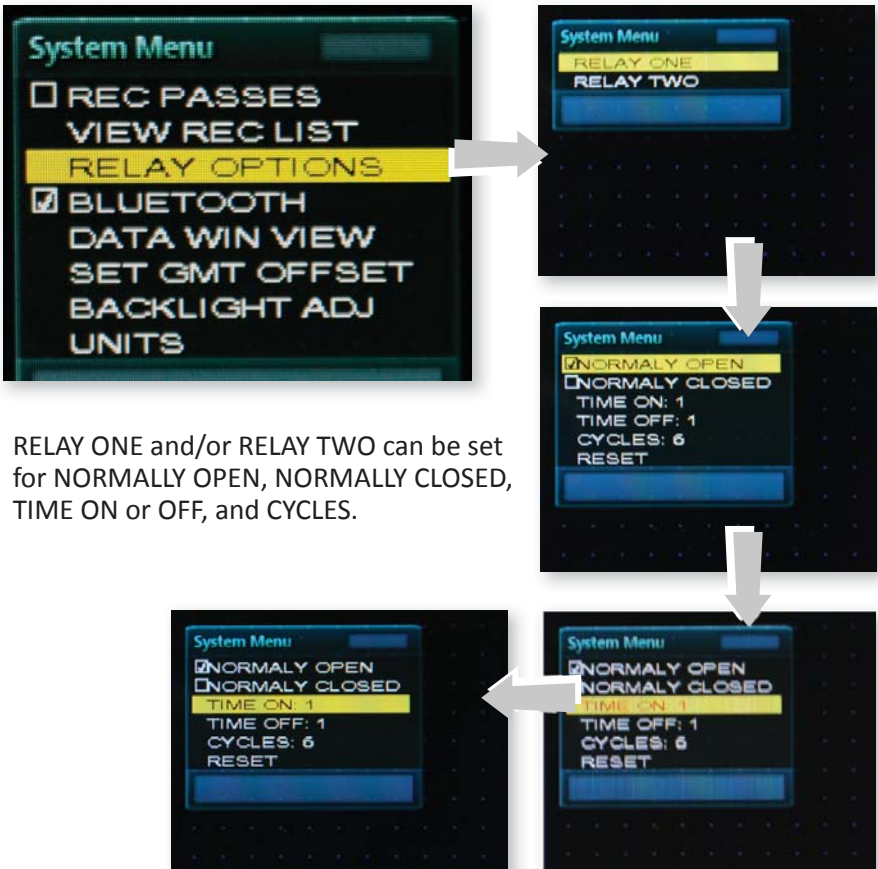 System Menu
REC PASSES
VIEW REC LIST
RELAY OPTIONS
BLUETOOTH
DATA WIN VIEW
SET GMT OFFSET
BACKLIGHT ADJ
UNITS
System Menu
RELAY ONE
RELAY TWO
System Menu
NORMALY OPEN
NORMALY CLOSED
TIME ON: 1
TIME OFF: 1
CYCLES: 6
RESET
RELAY ONE and/or RELAY TWO can be set
for NORMALLY OPEN, NORMALLY CLOSED,
TIME ON or OFF, and CYCLES.
System Menu
NORMALY OPEN
NORMALY CLOSED
TIME ON: 1
TIME OFF: 1
CYCLES: 6
RESET
System Menu
NORMALY OPEN
NORMALY CLOSED
TIME ON: 1
TIME OFF: 1
CYCLES: 6
RESET